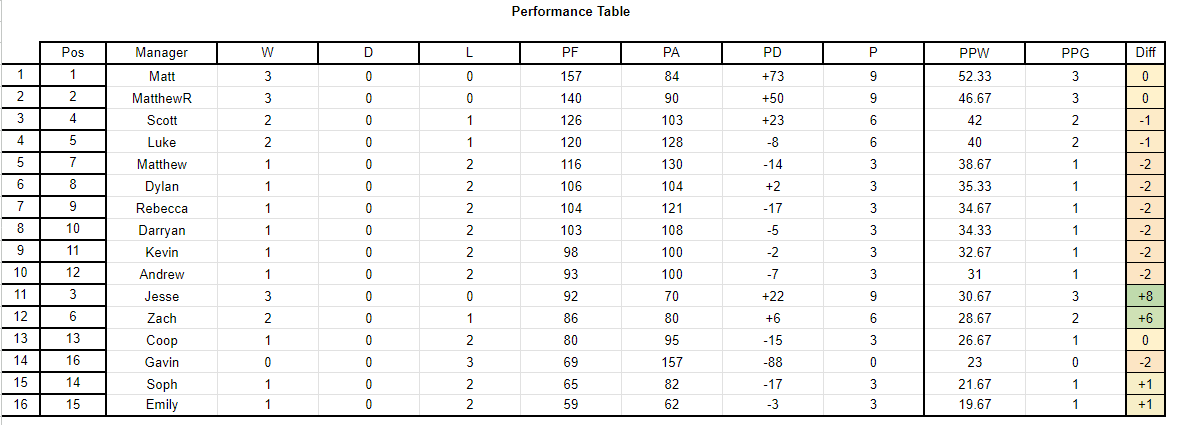 Performance Table
Pos Manager W D L PF PA PD P PPW PPG Diff
1 1 Matt 3 0 0 157 84 +73 9 52.33 3 0
2 2 MatthewR 3 0 0 140 90 +50 9 46.67 3 0
3 4 Scott 2 0 1 126 103 +23 6 42 2 -1
4 5 Luke 2 0 1 120 128 -8 6 40 2 -1
5 7 Matthew 1 0 2 116 130 -14 3 38.67 1 -2
6 8 Dylan 1 0 2 106 104 +2 3 35.33 1 -2
7 9 Rebecca 1 0 2 104 121 -17 3 34.67 1 -2
8 10 Darryan 1 0 2 103 108 -5 3 34.33 1 -2
9 11 Kevin 1 0 2 98 100 -2 3 32.67 1 -2
10 12 Andrew 1 0 2 93 100 -7 3 31 1 -2
11 3 Jesse 3 0 0 92 70 +22 9 30.67 3 +8
12 6 Zach 2 0 1 86 80 +6 6 28.67 2 +6
13 13 Coop 1 0 2 80 95 -15 3 26.67 1 0
14 16 Gavin 0 0 3 69 157 -88 0 23 0 -2
15 14 Soph 1 0 2 65 82 -17 3 21.67 1 +1
16 15 Emily 1 0 2 59 62 -3 3 19.67 1 +1